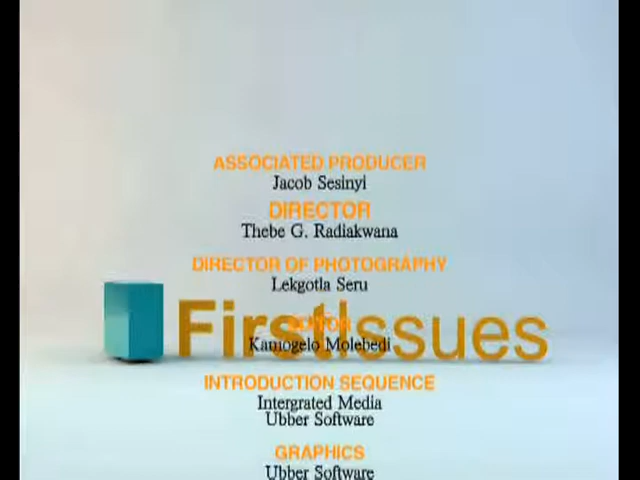 ASSOCIATED PRODUCER
Jacob Sesinyi
DIRECTOR
Thebe G. Radiakwana
DIRECTOR OF PHOTOGRAPHY
Lekgotla Seru
EDITOR
FirstIssues
Kamogelo Molebedi
INTRODUCTION SEQUENCE
Intergrated Media
Ubber Software
GRAPHICS
Ubber Software